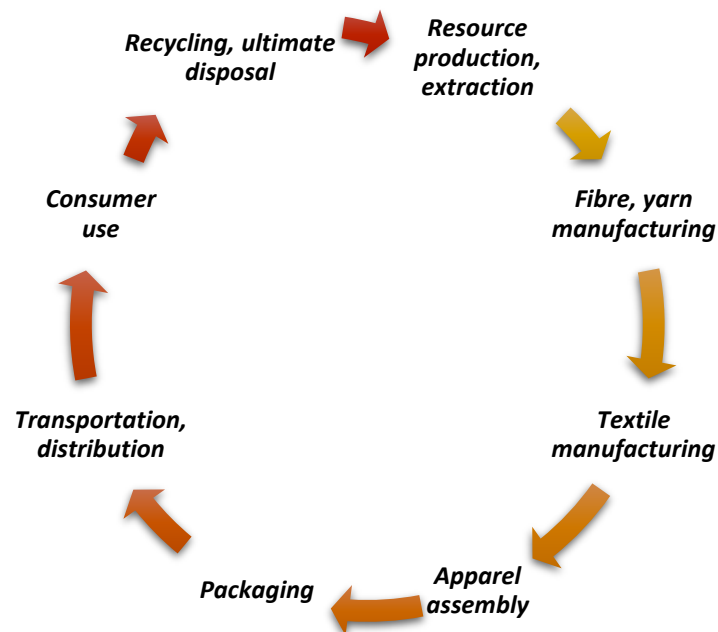 Resource
production,
extraction
Fibre, yarn
manufacturing
Textile
manufacturing
Apparel
assembly
Packaging
Transportation,
distribution
Consumer
use
Recycling, ultimate
disposal